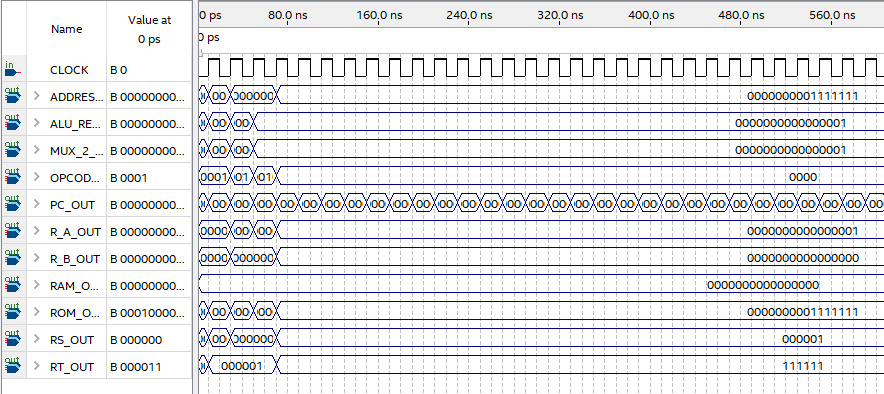 Name Value at 0 ps
0 ps 80.0 ns 160.0 ns 240.0 ns 320.0 ns 400.0 ns 480.0 ns 560.0 ns
0 ps
in CLOCK B 0
out ADDRES... B 00000000... 00 000000 0000000001111111
out ALU_RE... B 00000000... 00 00 0000000000000001
out MUX_2_... B 00000000... 00 00 0000000000000001
out OPCOD... B 0001 0001 01 01 0000
out PC_OUT B 00000000... 00 00 00 00 00 00 00 00 00 00 00 00 00 00 00 00 00 00 00 00 00 00 00 00 00 00 00 00 00
out R_A_OUT B 00000000... 0000 00 00 0000000000000001
out R_B_OUT B 00000000... 0000 000000 0000000000000000
out RAM_O... B 00000000... 0000000000000000
out ROM_O... B 00010000... 00 00 00 0000000001111111
out RS_OUT B 000000 00 000000 000001
out RT_OUT B 000011 000001 111111